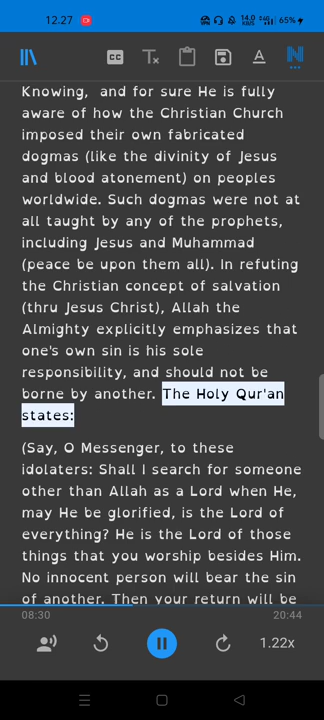 12.27
14.0
KB/S
65%
CC
A
Knowing, and for sure He is fully
aware of how the Christian Church
imposed their own fabricated
dogmas (like the divinity of Jesus
and blood atonement) on peoples
worldwide. Such dogmas were not at
all taught by any of the prophets,
including Jesus and Muhammad
(peace be upon them all). In refuting
the Christian concept of salvation
(thru Jesus Christ), Allah the
Almighty explicitly emphasizes that
one's own sin is his sole
responsibility, and should not be
borne by another. The Holy Qur'an
states:
(Say, O Messenger, to these
idolaters: Shall I search for someone
other than Allah as a Lord when He,
may He be glorified, is the Lord of
everything? He is the Lord of those
things that you worship besides Him.
No innocent person will bear the sin
of another. Then your return will be
08:30
20:44
1.22x